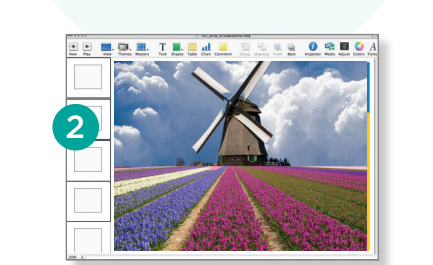 New Play View Themes Masters Text Shapes Table Chart Comment Group Ungroup Front Back Inspector Media Adjust Colors Fonts
2